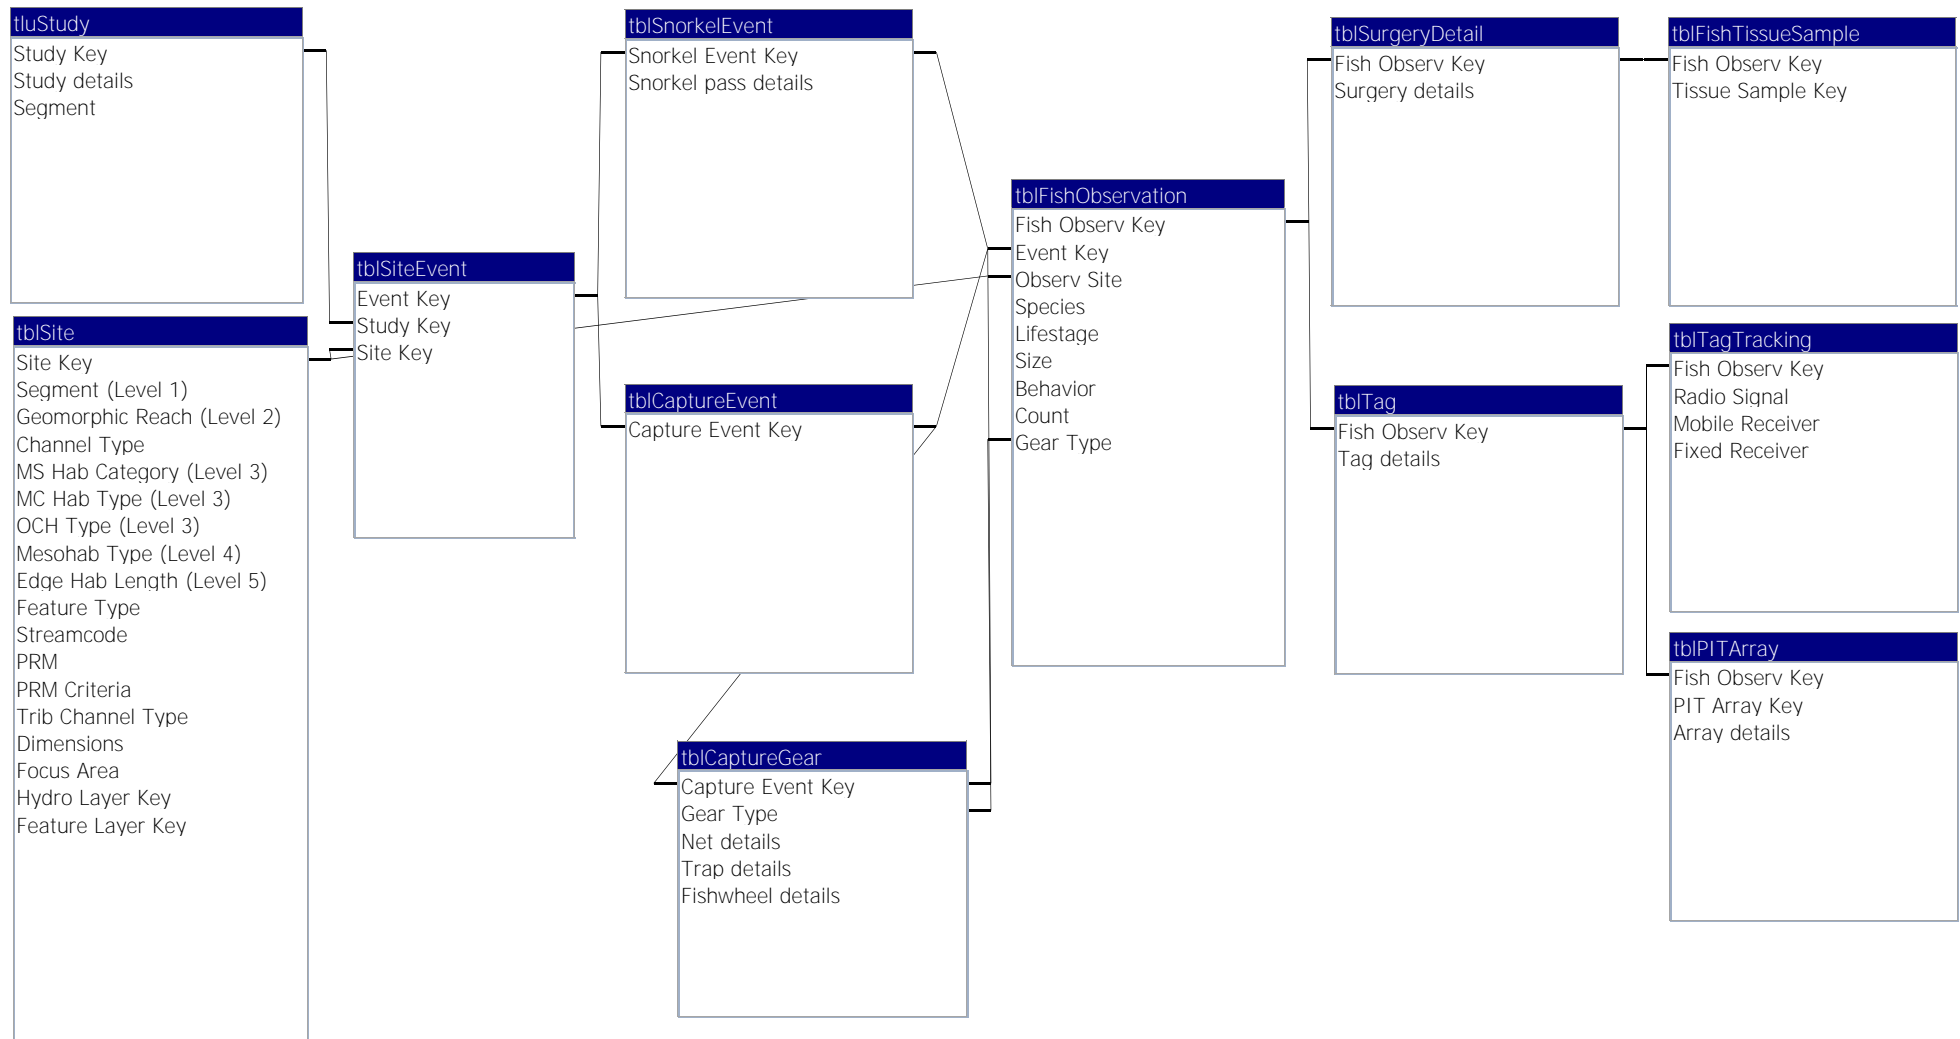 tluStudy
Study Key
Study details
Segment
tblSite
Site Key
Segment (Level 1)
Geomorphic Reach (Level 2)
Channel Type
MS Hab Category (Level 3)
MC Hab Type (Level 3)
OCH Type (Level 3)
Mesohab Type (Level 4)
Edge Hab Length (Level 5)
Feature Type
Streamcode
PRM
PRM Criteria
Trib Channel Type
Dimensions
Focus Area
Hydro Layer Key
Feature Layer Key
tblSiteEvent
Event Key
Study Key
Site Key
tblSnorkelEvent
Snorkel Event Key
Snorkel pass details
tblCaptureEvent
Capture Event Key
tblCaptureGear
Capture Event Key
Gear Type
Net details
Trap details
Fishwheel details
tblFishObservation
Fish Observ Key
Event Key
Observ Site
Species
Lifestage
Size
Behavior
Count
Gear Type
tblSurgeryDetail
Fish Observ Key
Surgery details
tblFishTissueSample
Fish Observ Key
Tissue Sample Key
tblTag
Fish Observ Key
Tag details
tblTagTracking
Fish Observ Key
Radio Signal
Mobile Receiver
Fixed Receiver
tblPITArray
Fish Observ Key
PIT Array Key
Array details